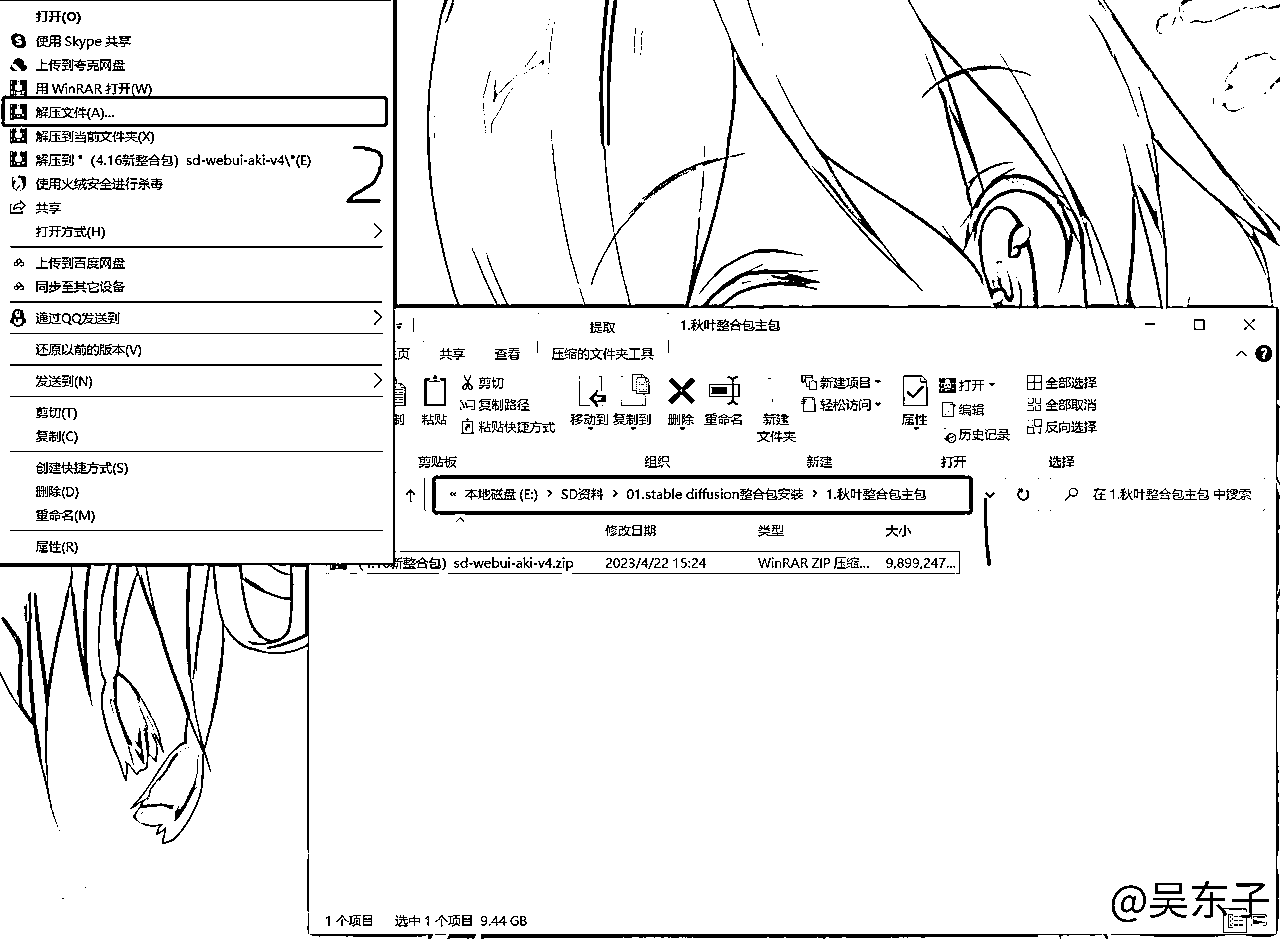 打开(O)
使用 Skype 共享
上传到夸克网盘
用 WinRAR 打开(W)
解压文件(A)...
解压到当前文件夹(X)
解压到 "（4.16新整合包）sd-webui-aki-v4\"(E)
2
使用火绒安全进行杀毒
共享
打开方式(H)
上传到百度网盘
同步至其它设备
通过QQ发送到
还原以前的版本(V)
发送到(N)
剪切(T)
复制(C)
创建快捷方式(S)
删除(D)
重命名(M)
属性(R)
提取 1.秋叶整合包主包
页 共享 查看 压缩的文件夹工具
制 粘贴 剪切 复制路径 粘贴快捷方式
移动到 复制到 删除 重命名 新建文件夹
新建项目 轻松访问
属性 打开 编辑 历史记录
全部选择 全部取消 反向选择
剪贴板 组织 新建 打开 选择
« 本地磁盘 (E:) > SD资料 > 01.stable diffusion整合包安装 > 1.秋叶整合包主包
在 1.秋叶整合包主包 中搜索
修改日期 类型 大小
(4.16新整合包）sd-webui-aki-v4.zip 2023/4/22 15:24 WinRAR ZIP 压缩... 9,899,247...
1 个项目 选中 1 个项目 9.44 GB
@吴东子